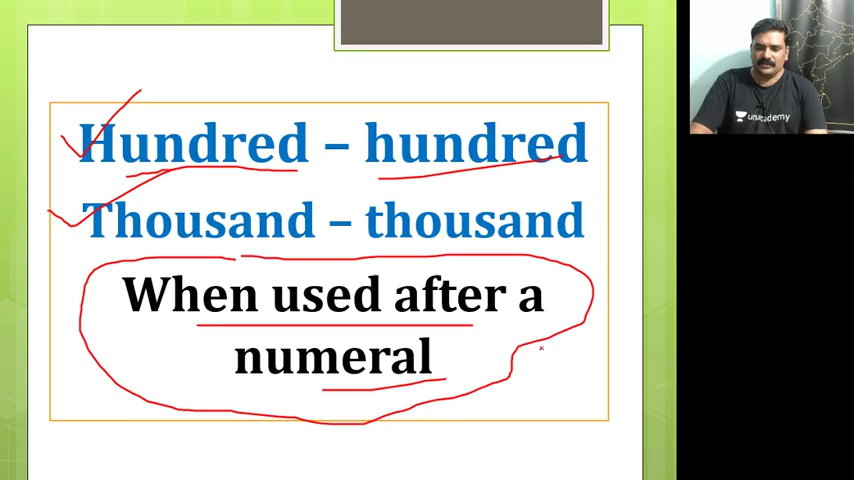 Hundred – hundred
Thousand – thousand
When used after a
numeral
unacademy